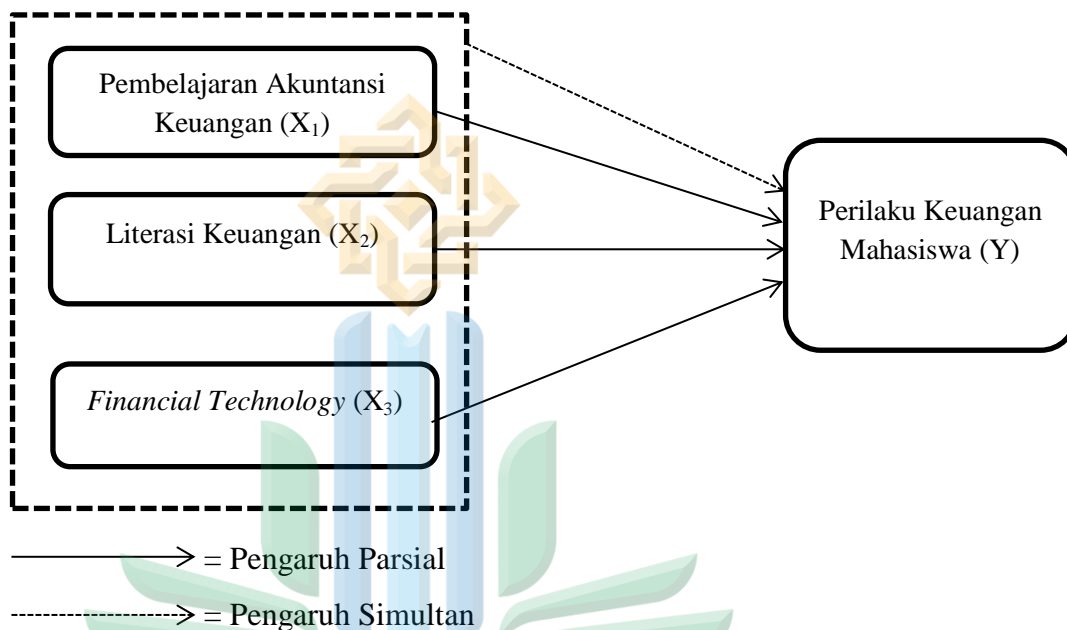 Pembelajaran Akuntansi
Keuangan (X₁)
Literasi Keuangan (X₂)
Financial Technology (X₃)
Perilaku Keuangan
Mahasiswa (Y)
= Pengaruh Parsial
= Pengaruh Simultan